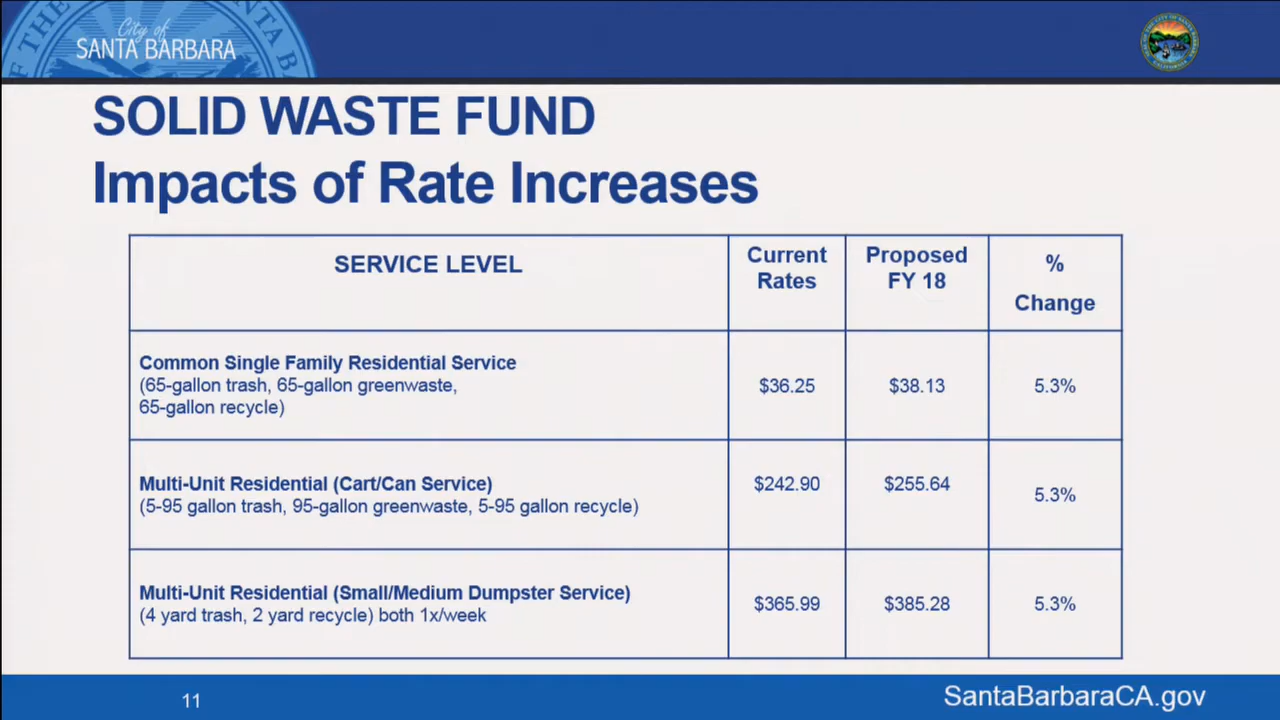 City of
SANTA BARBARA
SOLID WASTE FUND
Impacts of Rate Increases
SERVICE LEVEL
Current
Rates
Proposed
FY 18
%
Change
Common Single Family Residential Service
(65-gallon trash, 65-gallon greenwaste,
65-gallon recycle)
$36.25
$38.13
5.3%
Multi-Unit Residential (Cart/Can Service)
(5-95 gallon trash, 95-gallon greenwaste, 5-95 gallon recycle)
$242.90
$255.64
5.3%
Multi-Unit Residential (Small/Medium Dumpster Service)
(4 yard trash, 2 yard recycle) both 1x/week
$365.99
$385.28
5.3%
11
SantaBarbaraCA.gov